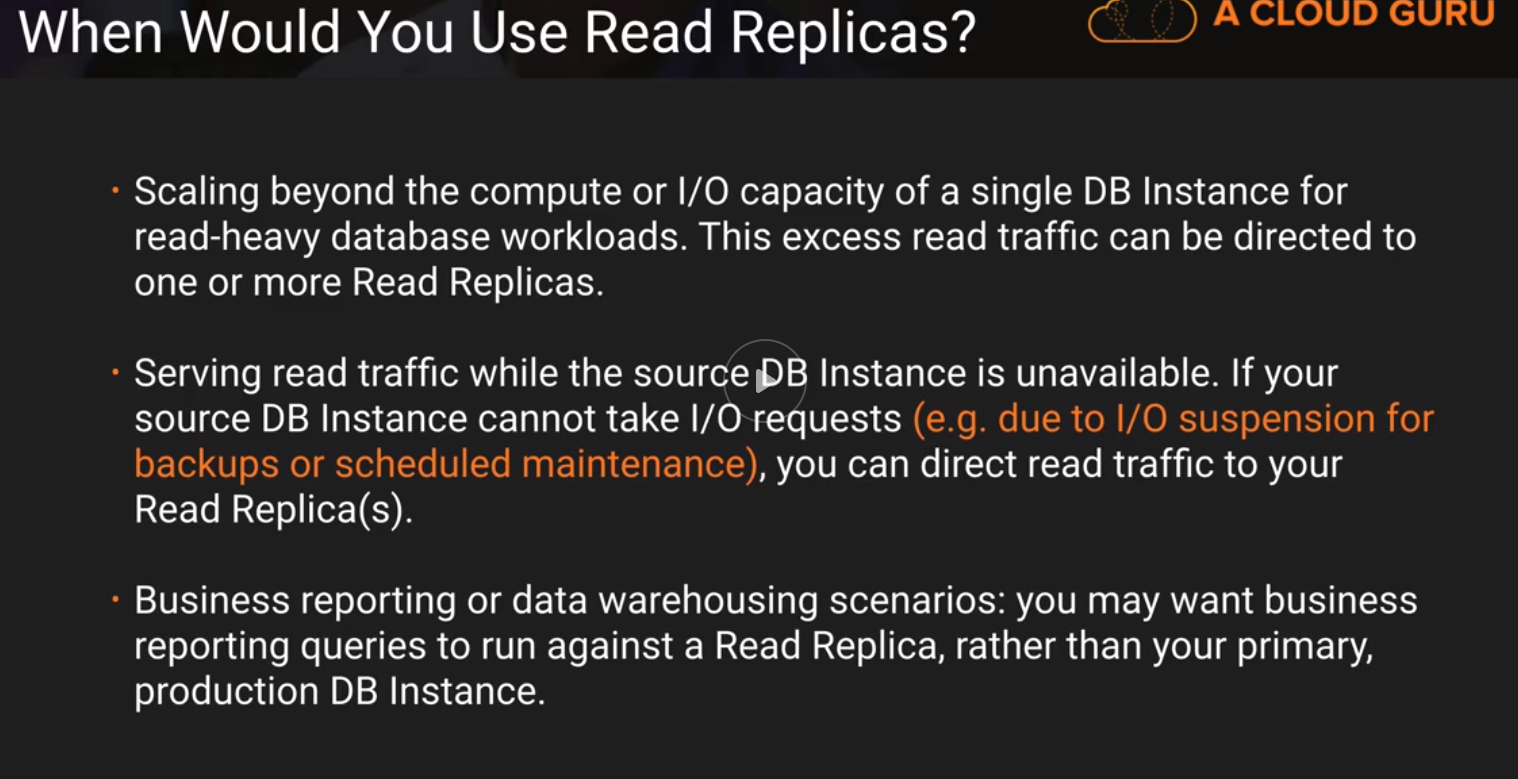 When Would You Use Read Replicas?
A CLOUD GURU
· Scaling beyond the compute or I/O capacity of a single DB Instance for
read-heavy database workloads. This excess read traffic can be directed to
one or more Read Replicas.
· Serving read traffic while the source DB Instance is unavailable. If your
source DB Instance cannot take I/O requests (e.g. due to I/O suspension for
backups or scheduled maintenance), you can direct read traffic to your
Read Replica(s).
· Business reporting or data warehousing scenarios: you may want business
reporting queries to run against a Read Replica, rather than your primary,
production DB Instance.